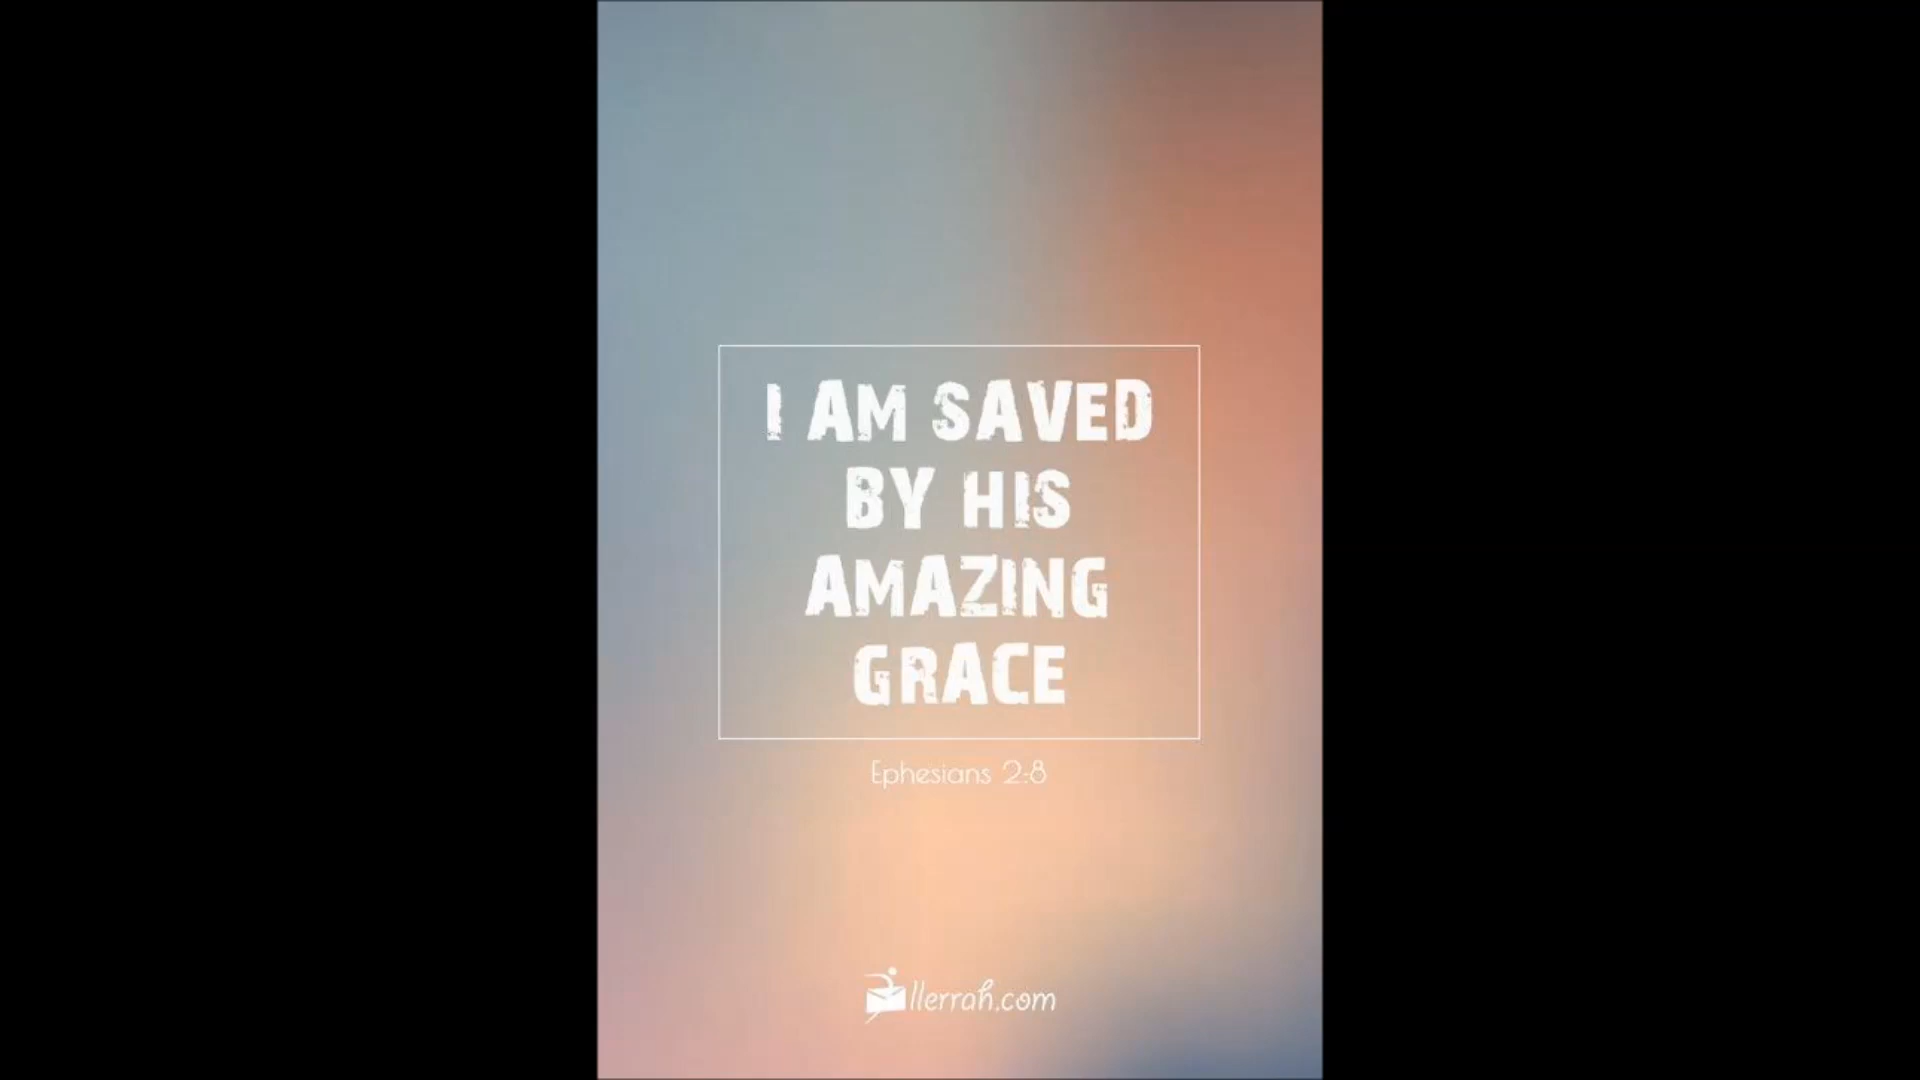 I AM SAVED
BY HIS
AMAZING
GRACE
Ephesians 2:8
llerrah.com